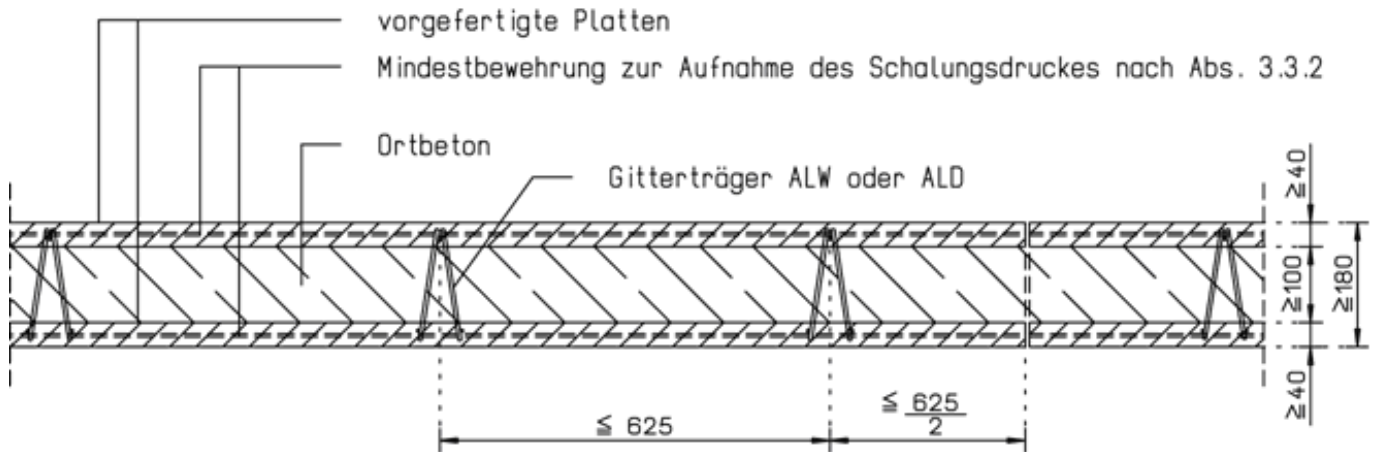 vorgefertigte Platten
Mindestbewehrung zur Aufnahme des Schalungsdruckes nach Abs. 3.3.2
Ortbeton
Gitterträger ALW oder ALD
≥40
≥100
≥180
≥40
≦ 625
≦ 625/2